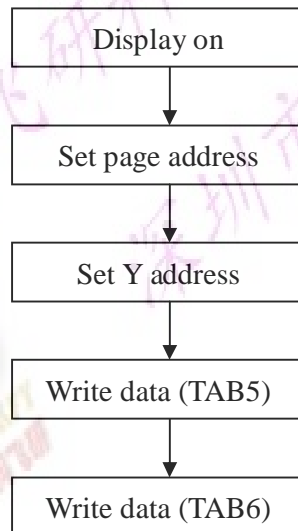 Display on
Set page address
Set Y address
Write data (TAB5)
Write data (TAB6)